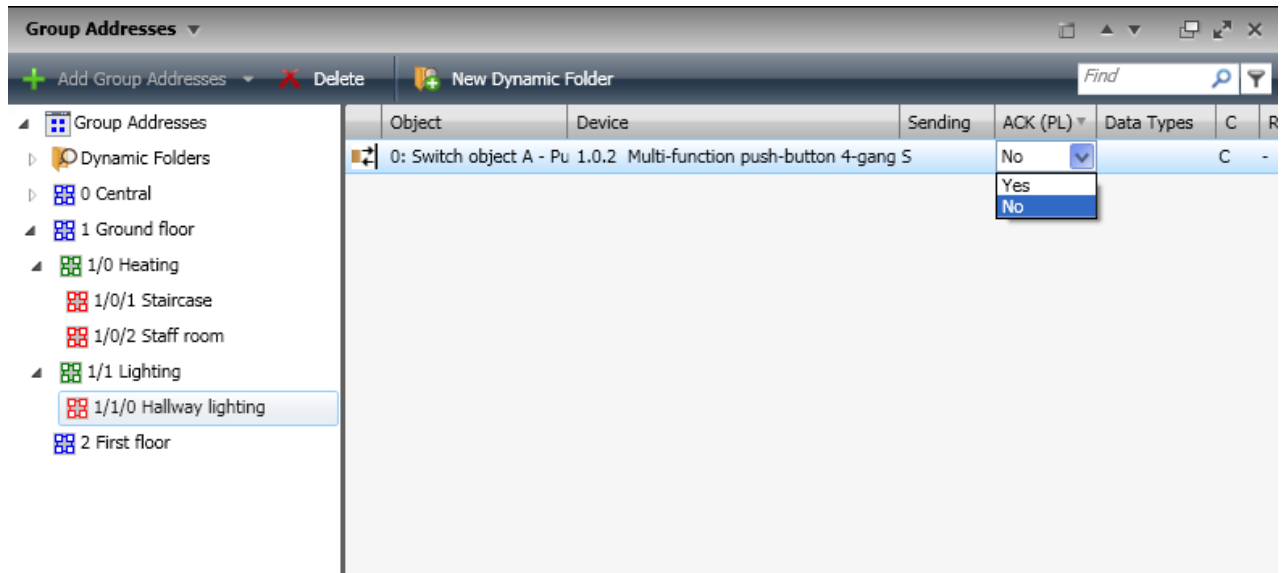 Group Addresses
Add Group Addresses Delete New Dynamic Folder Find
Group Addresses
Dynamic Folders
0 Central
1 Ground floor
1/0 Heating
1/0/1 Staircase
1/0/2 Staff room
1/1 Lighting
1/1/0 Hallway lighting
2 First floor
Object Device Sending ACK (PL) Data Types C R
0: Switch object A - Pu 1.0.2 Multi-function push-button 4-gang S No C -
Yes
No